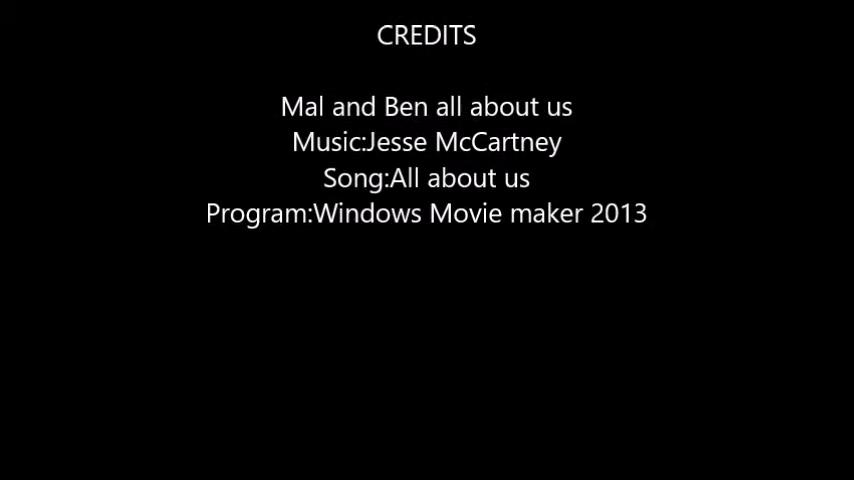 CREDITS
Mal and Ben all about us
Music:Jesse McCartney
Song:All about us
Program:Windows Movie maker 2013